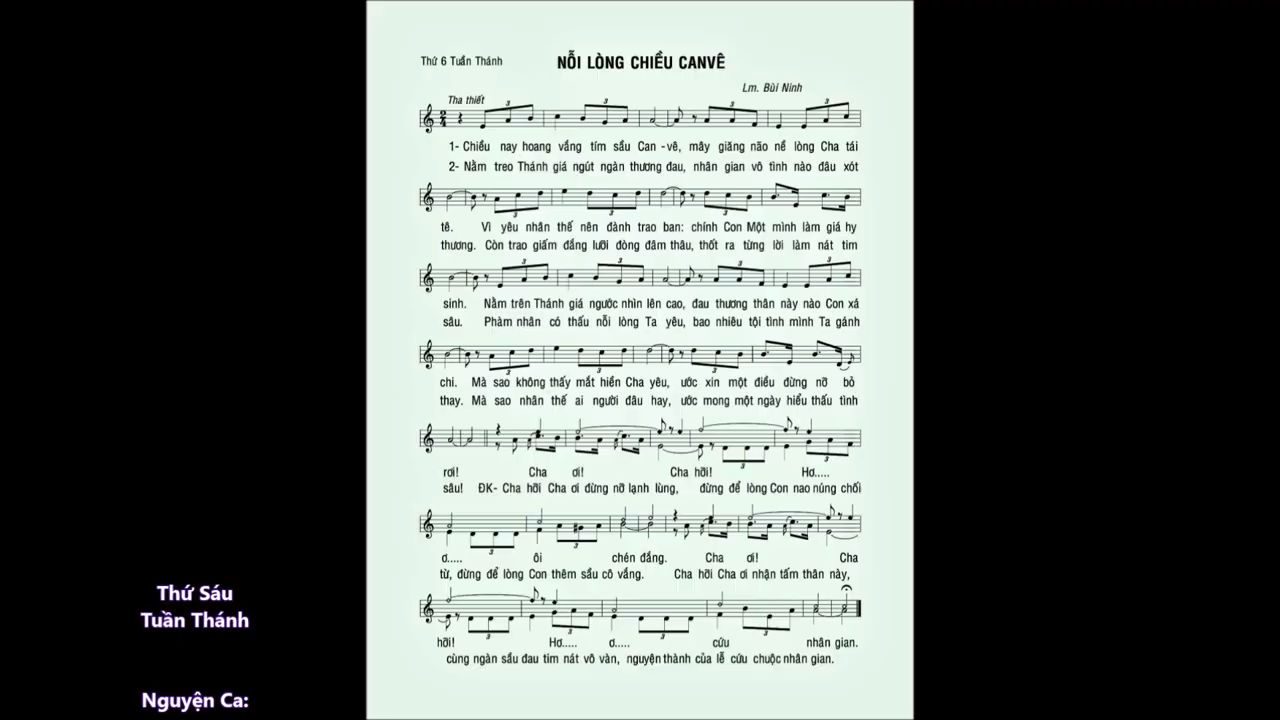 Thứ 6 Tuần Thánh
NỖI LÒNG CHIỀU CANVÊ
Lm. Bùi Ninh
Tha thiết
1- Chiều nay hoang vắng tím sầu Can -vê, mây giăng não nề lòng Cha tái
2- Nằm treo Thánh giá ngút ngàn thương đau, nhân gian vô tình nào đâu xót
tê. Vì yêu nhân thế nên dành trao ban: chính Con Một mình làm giá hy
thương. Còn trao giấm đắng lưỡi đòng đâm thâu, thốt ra từng lời làm nát tim
sinh. Nằm trên Thánh giá ngước nhìn lên cao, đau thương thân này nào Con xá
sâu. Phàm nhân có thấu nỗi lòng Ta yêu, bao nhiêu tội tình mình Ta gánh
chi. Mà sao không thấy mắt hiền Cha yêu, ước xin một điều đừng nỡ bỏ
thay. Mà sao nhân thế ai người đâu hay, ước mong một ngày hiểu thấu tình
rơi! Cha ơi! Cha hỡi! Hơ.....
sâu! ĐK- Cha hỡi Cha ơi đừng nỡ lạnh lùng, đừng để lòng Con nao núng chối
ơ..... ôi chén đắng. Cha ơi! Cha
từ, đừng để lòng Con thêm sầu cô vắng. Cha hỡi Cha ơi nhận tấm thân này,
hỡi! Hơ..... ơ..... cứu nhân gian.
cùng ngàn sầu đau tim nát vô vàn, nguyện thành của lễ cứu chuộc nhân gian.
Thứ Sáu
Tuần Thánh
Nguyện Ca: